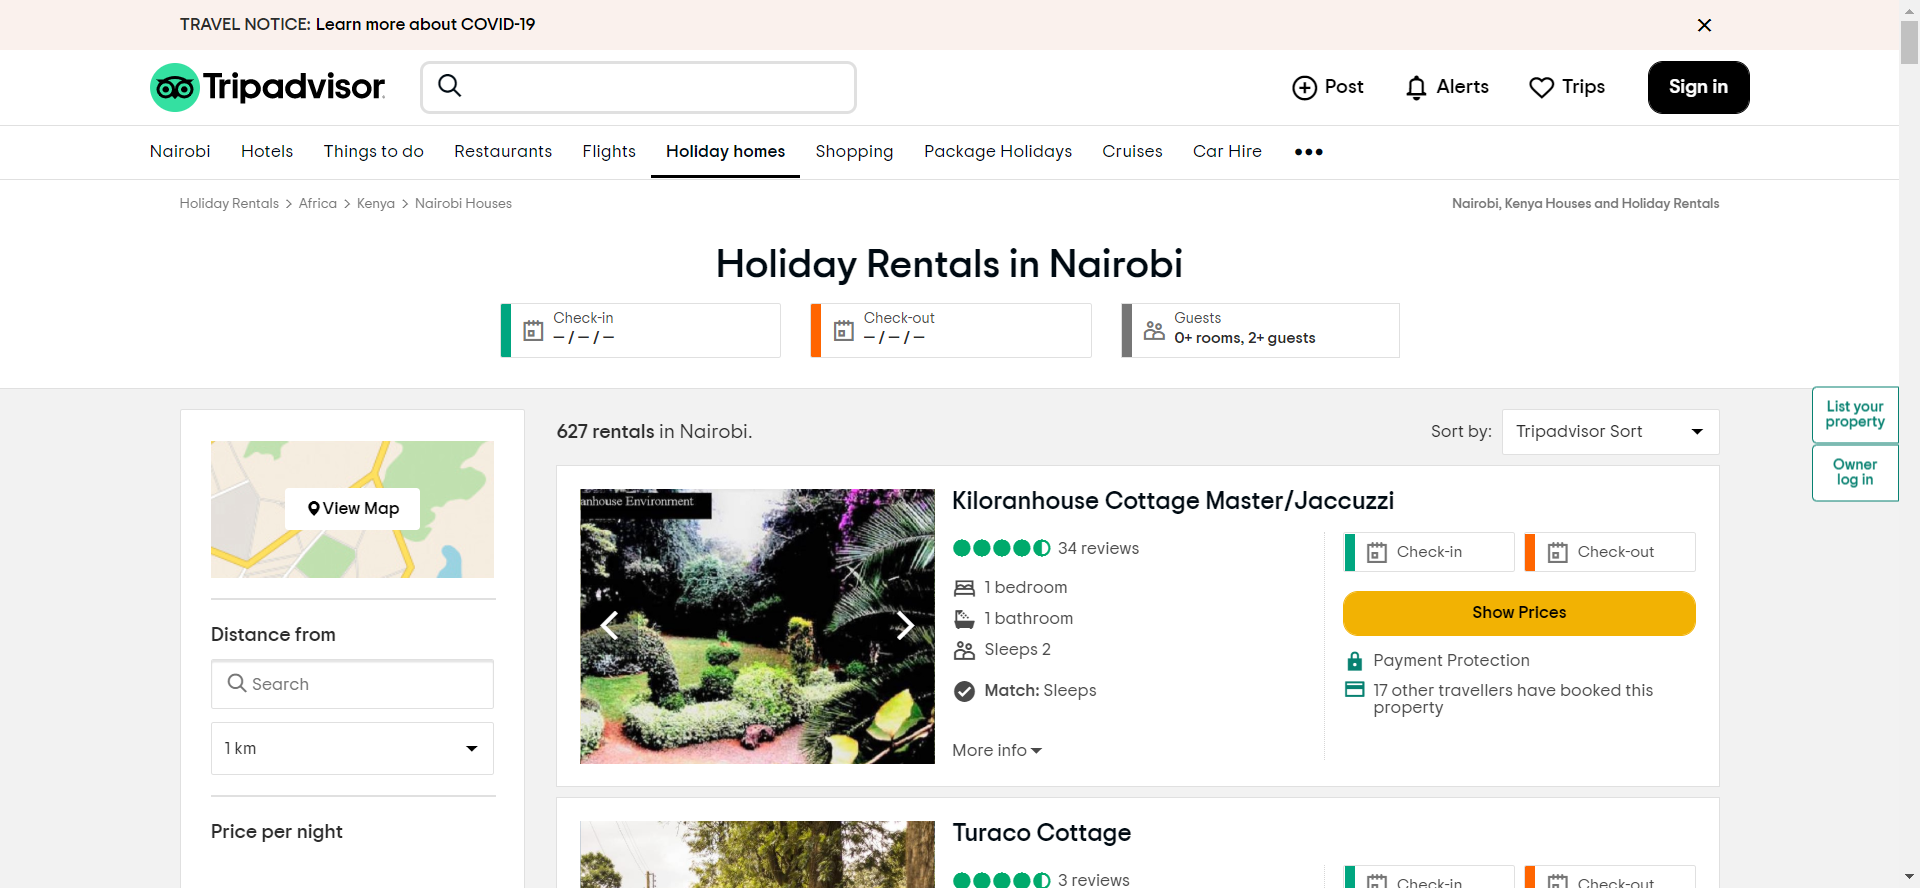 TRAVEL NOTICE: Learn more about COVID-19
Tripadvisor
Post
Alerts
Trips
Sign in
Nairobi
Hotels
Things to do
Restaurants
Flights
Holiday homes
Shopping
Package Holidays
Cruises
Car Hire
Holiday Rentals > Africa > Kenya > Nairobi Houses
Nairobi, Kenya Houses and Holiday Rentals
Holiday Rentals in Nairobi
Check-in
– / – / –
Check-out
– / – / –
Guests
0+ rooms, 2+ guests
List your
property
Owner
log in
View Map
Distance from
Search
1 km
Price per night
627 rentals in Nairobi.
Sort by:
Tripadvisor Sort
anhouse Environment
Kiloranhouse Cottage Master/Jaccuzzi
34 reviews
1 bedroom
1 bathroom
Sleeps 2
Match: Sleeps
More info
Check-in
Check-out
Show Prices
Payment Protection
17 other travellers have booked this
property
Turaco Cottage
3 reviews
Check-in
Check-out